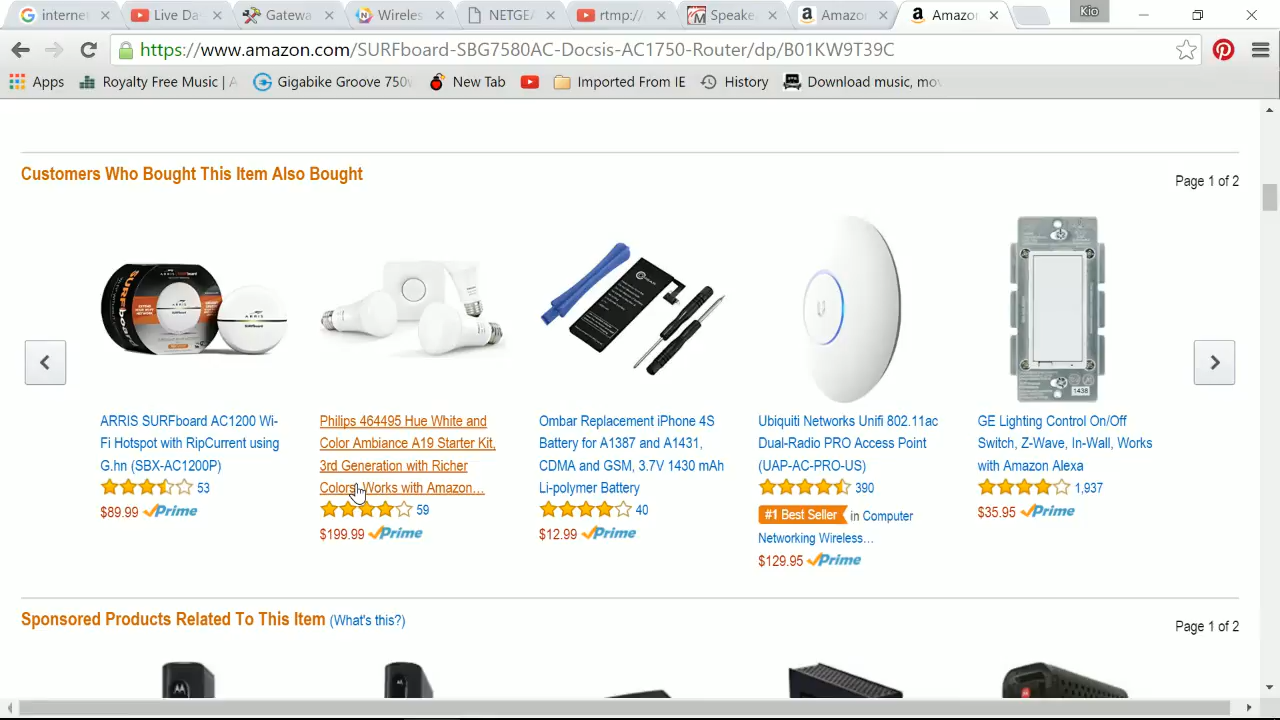 internet
Live Da
Gatewa
Wireles
NETGE
rtmp://
Speake
Amazo
Amazo
Kio
https://www.amazon.com/SURFboard-SBG7580AC-Docsis-AC1750-Router/dp/B01KW9T39C
Apps
Royalty Free Music | A
Gigabike Groove 750w
New Tab
Imported From IE
History
Download music, mov
Customers Who Bought This Item Also Bought
Page 1 of 2
ARRIS SURFboard AC1200 Wi-
Fi Hotspot with RipCurrent using
G.hn (SBX-AC1200P)
53
$89.99 Prime
Philips 464495 Hue White and
Color Ambiance A19 Starter Kit,
3rd Generation with Richer
Colors, Works with Amazon…
59
$199.99 Prime
Ombar Replacement iPhone 4S
Battery for A1387 and A1431,
CDMA and GSM, 3.7V 1430 mAh
Li-polymer Battery
40
$12.99 Prime
Ubiquiti Networks Unifi 802.11ac
Dual-Radio PRO Access Point
(UAP-AC-PRO-US)
390
#1 Best Seller in Computer
Networking Wireless…
$129.95 Prime
GE Lighting Control On/Off
Switch, Z-Wave, In-Wall, Works
with Amazon Alexa
1,937
$35.95 Prime
Sponsored Products Related To This Item (What's this?)
Page 1 of 2